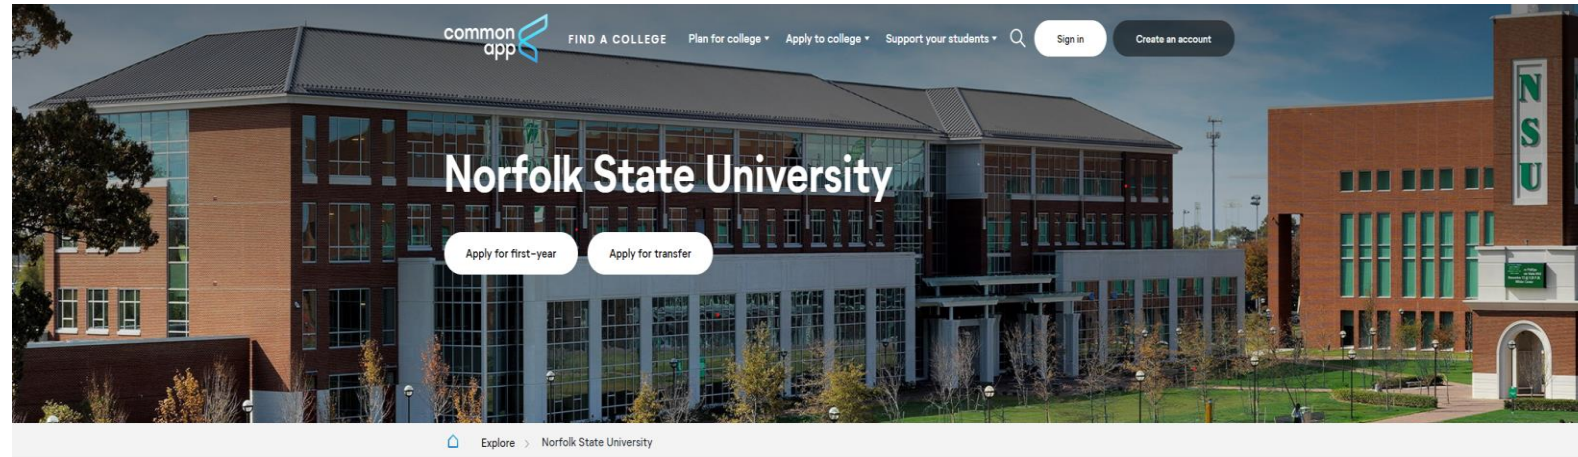 common
app
FIND A COLLEGE Plan for college Apply to college Support your students Sign in Create an account
Norfolk State University
Apply for first-year Apply for transfer
N
S
U
Explore > Norfolk State University